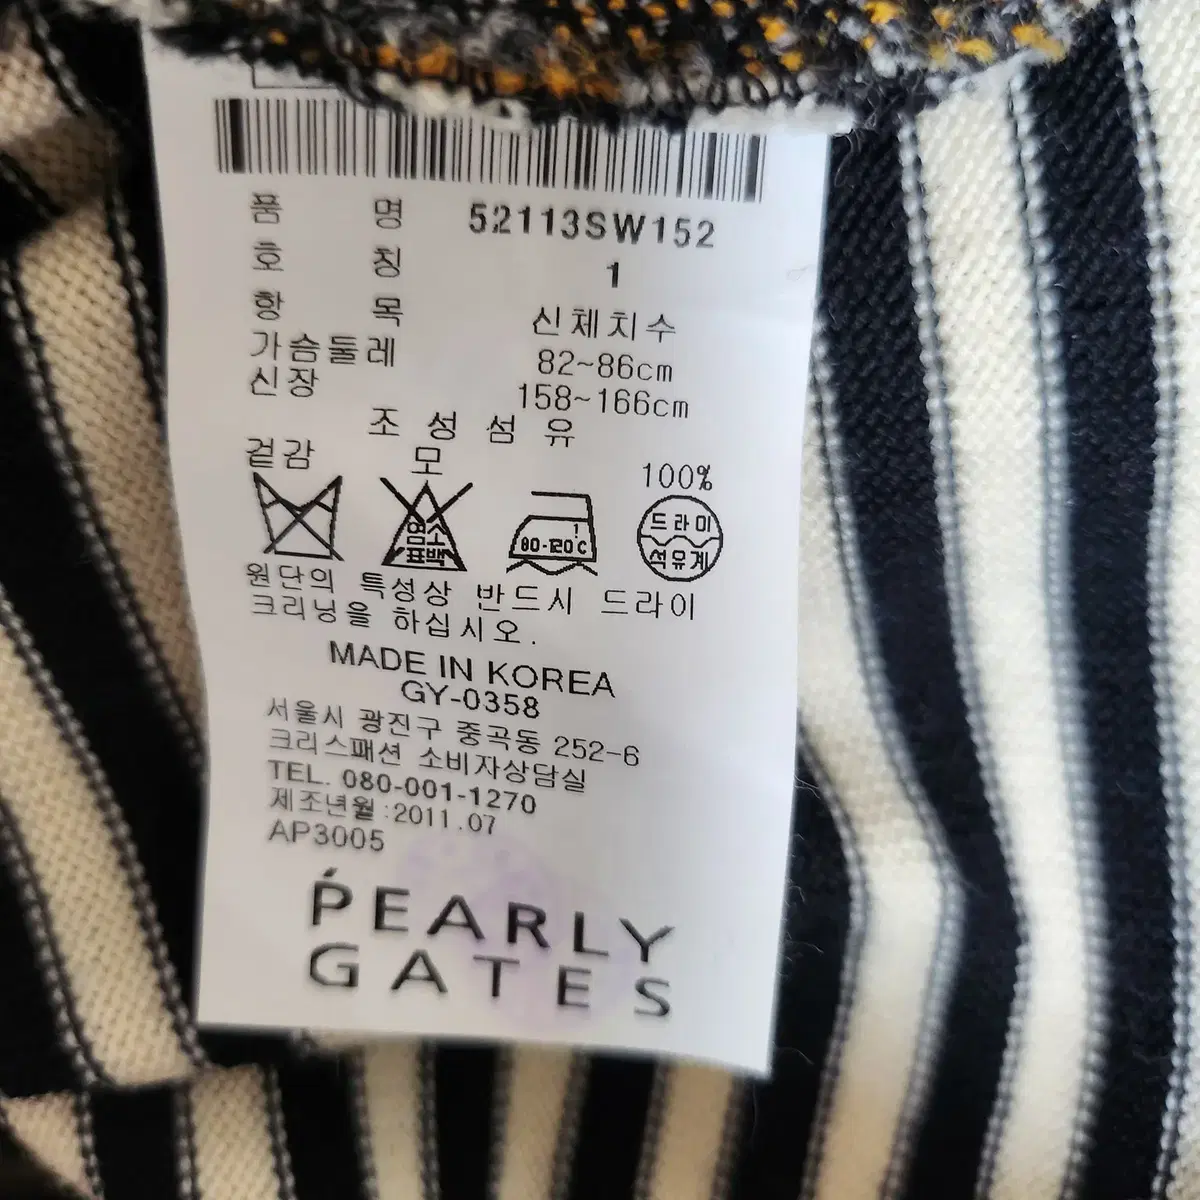 품 명 52113SW152
호 칭 1
항 목 신체치수
가슴둘레 82~86cm
신장 158~166cm
조성섬유
겉감 모 100%
염소
표백
80-120℃
드라이
석유계
원단의 특성상 반드시 드라이
크리닝을 하십시오.
MADE IN KOREA
GY-0358
서울시 광진구 중곡동 252-6
크리스패션 소비자상담실
TEL. 080-001-1270
제조년월:2011.07
AP3005
PEARLY
GATES